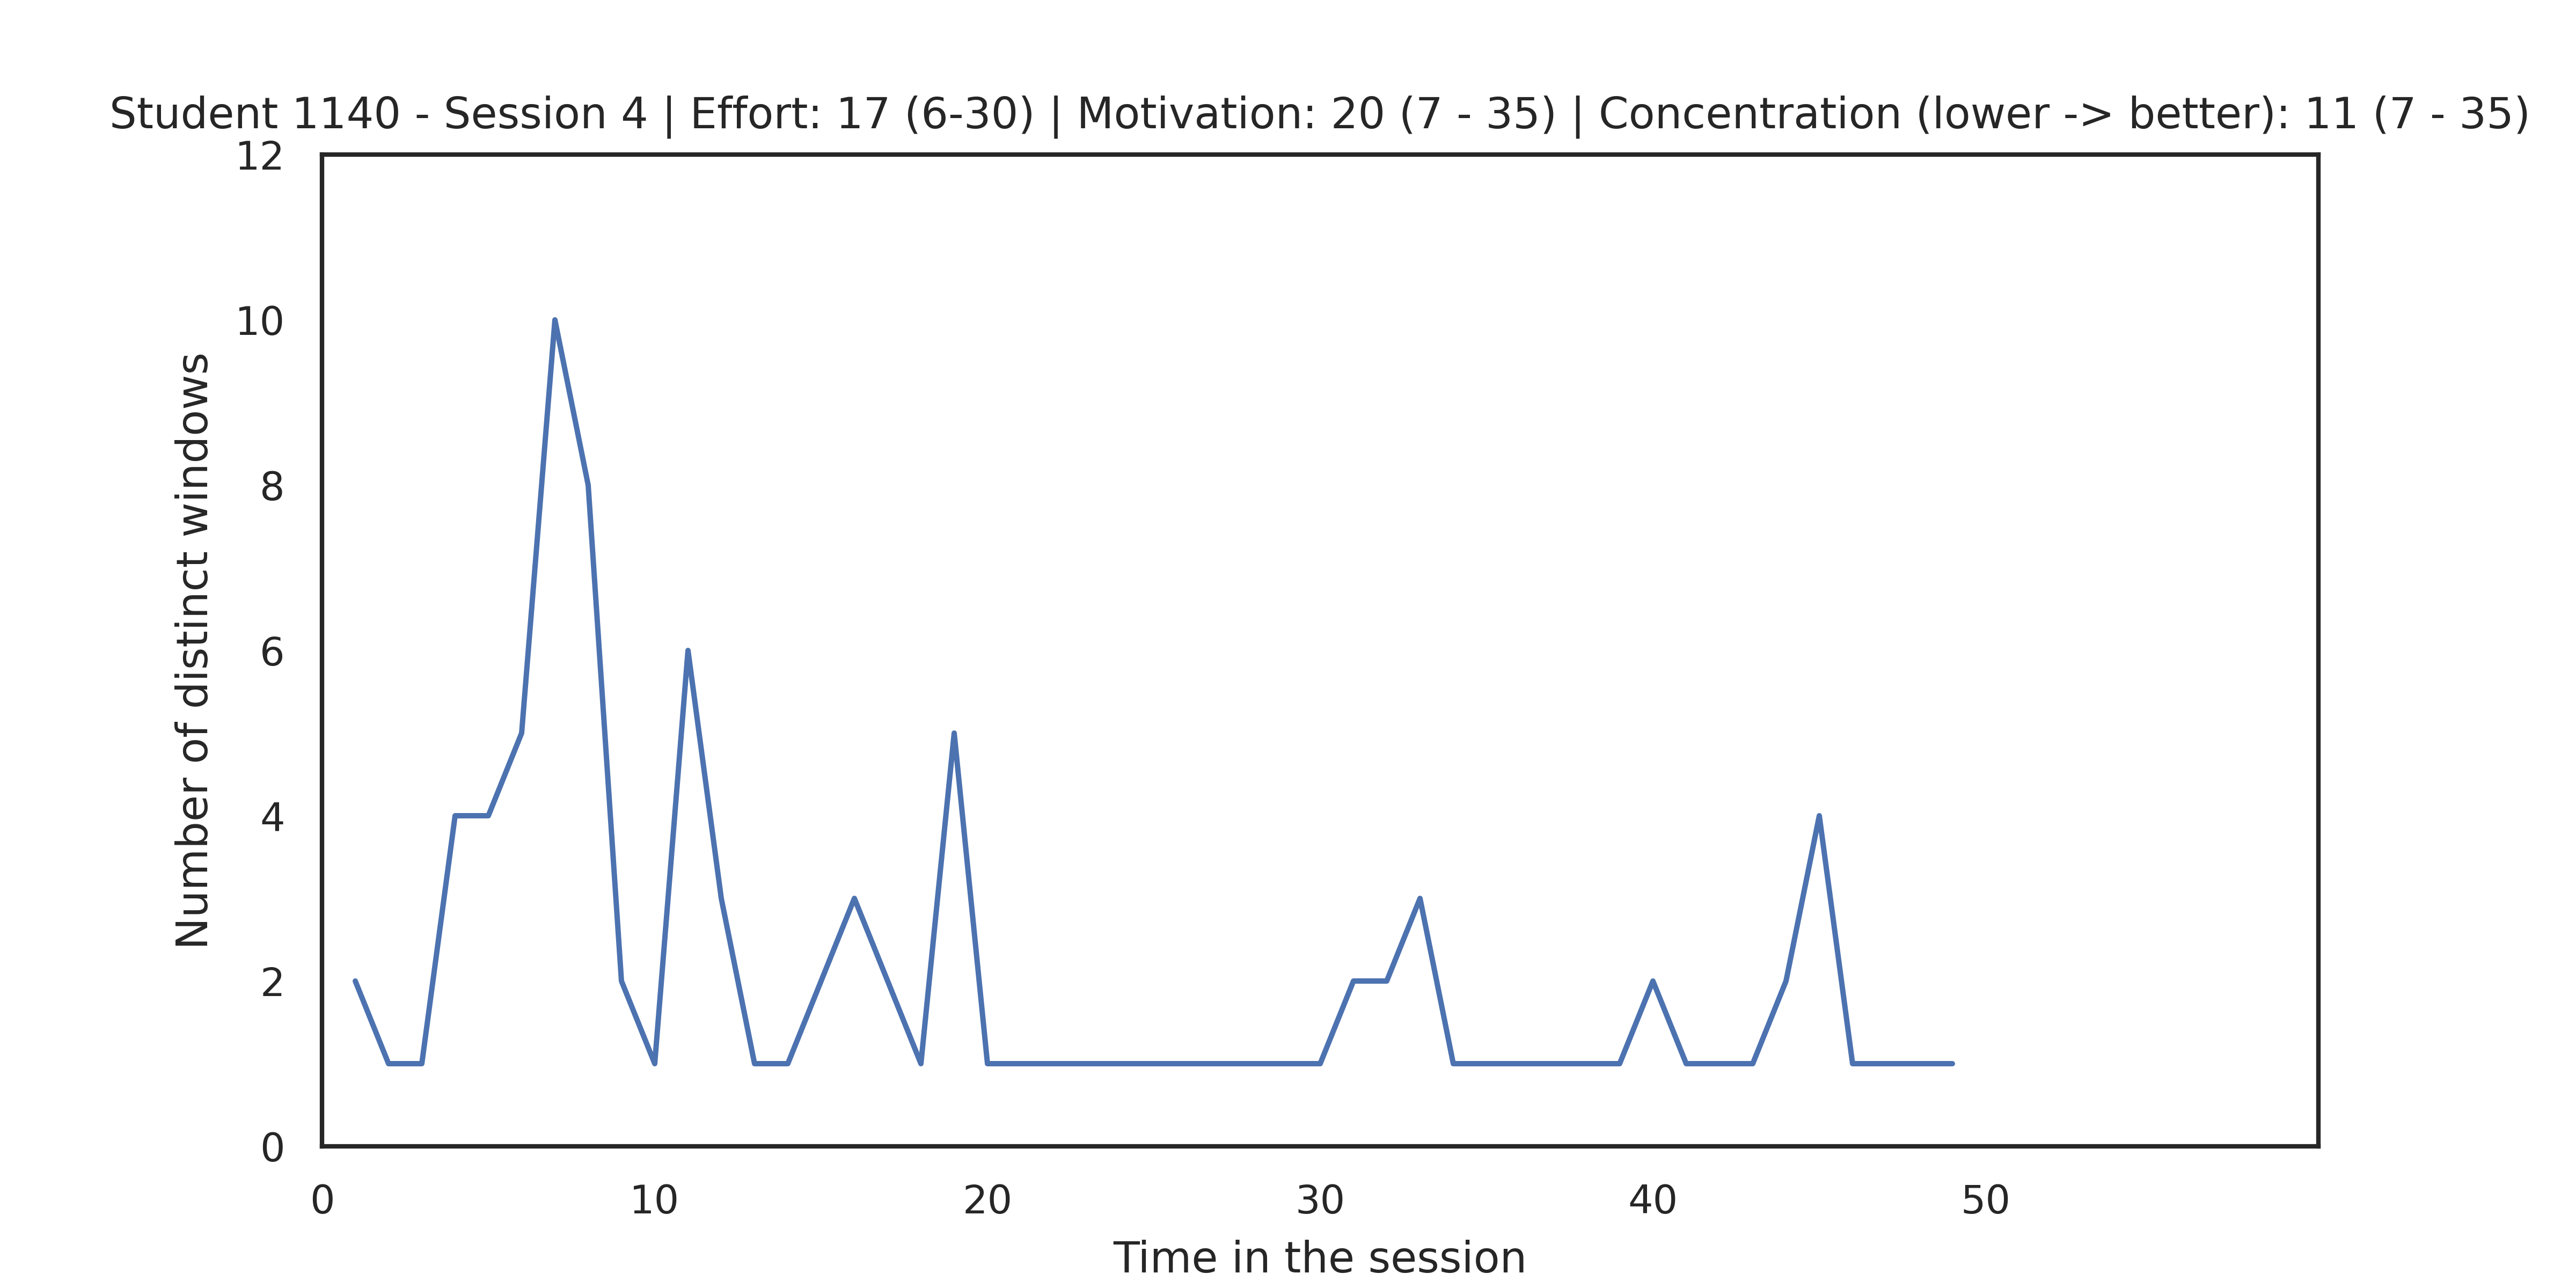 Student 1140 - Session 4 | Effort: 17 (6-30) | Motivation: 20 (7 - 35) | Concentration (lower -> better): 11 (7 - 35)
12
10
8
6
4
2
0
Number of distinct windows
0 10 20 30 40 50
Time in the session